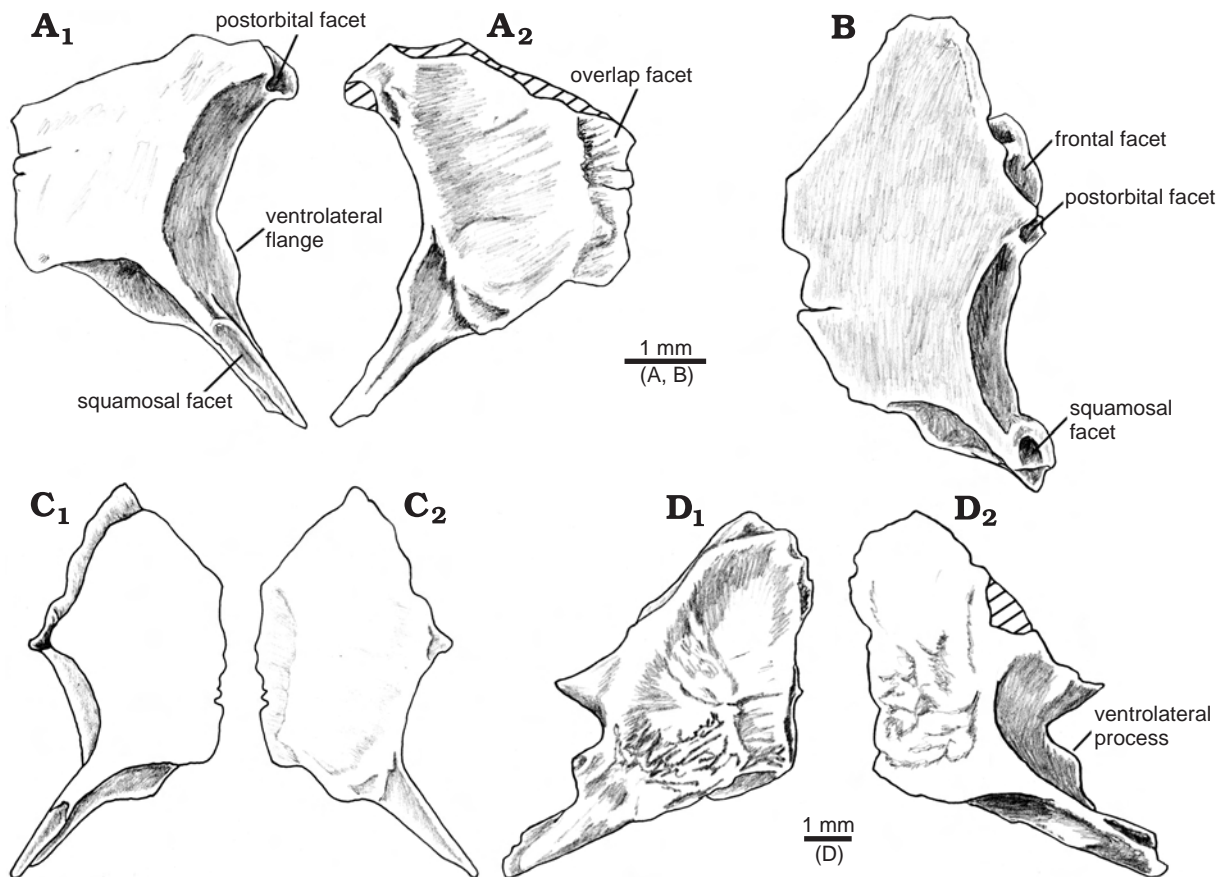 A1
postorbital facet
A2
overlap facet
B
frontal facet
postorbital facet
ventrolateral
flange
1 mm
(A, B)
squamosal facet
squamosal
facet
C1
C2
D1
D2
ventrolateral
process
1 mm
(D)